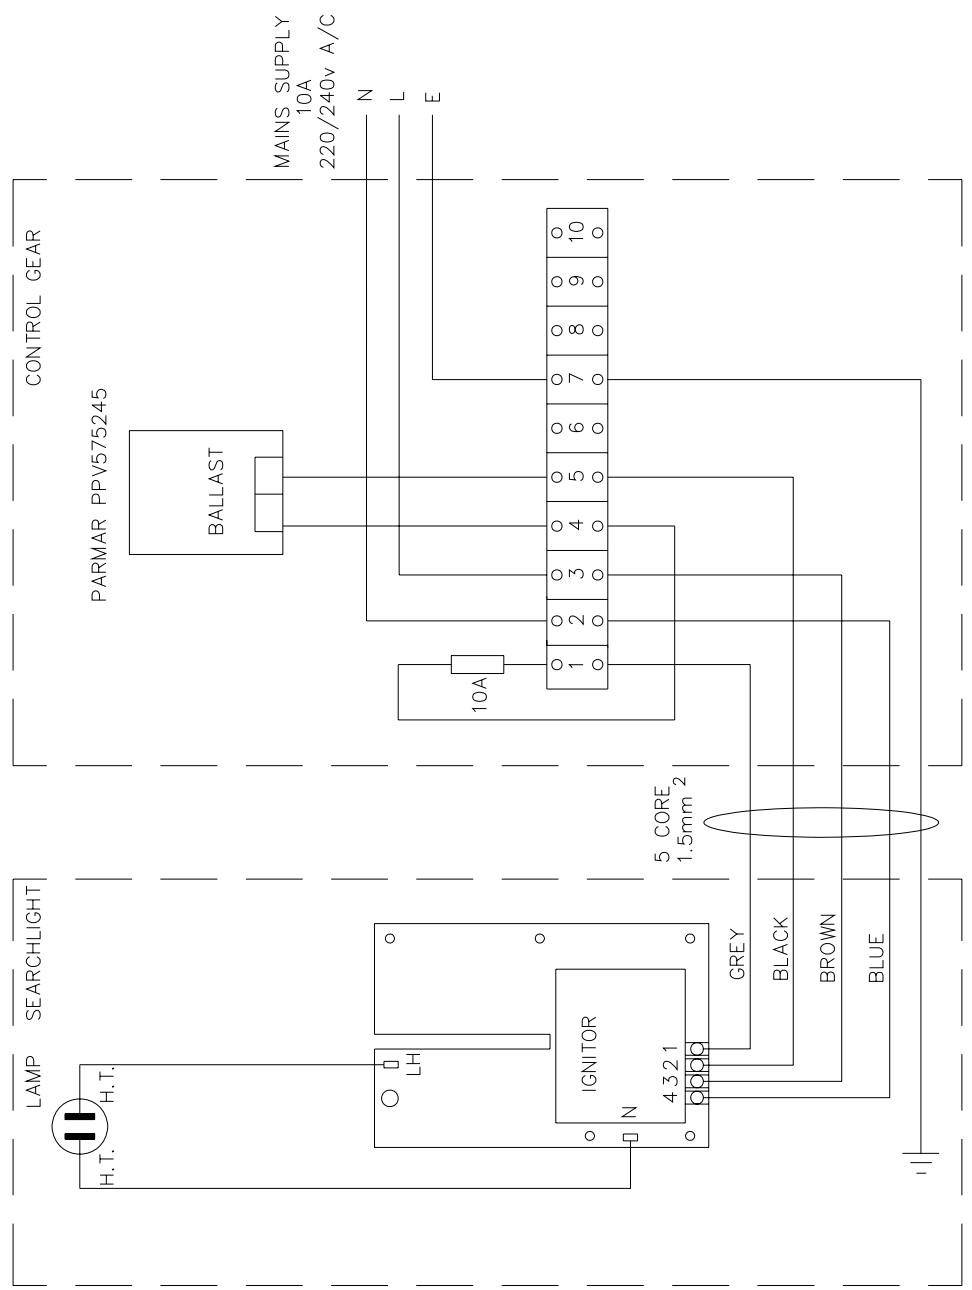 LAMP SEARCHLIGHT
H.T.
H.T.
LH
IGNITOR
N
4 3 2 1
GREY
BLACK
BROWN
BLUE
5 CORE
1.5mm 2
CONTROL GEAR
PARMAR PPV575245
BALLAST
10A
1 2 3 4 5 6 7 8 9 10
MAINS SUPPLY
10A
220/240v A/C
N
L
E